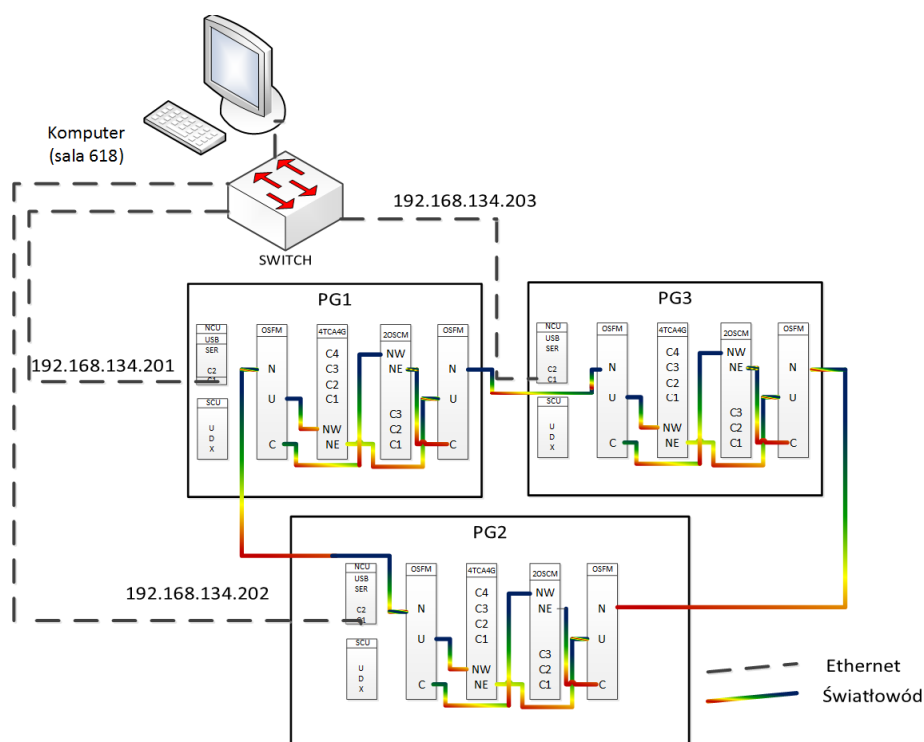 Komputer
(sala 618)
192.168.134.203
SWITCH
192.168.134.201
192.168.134.202
PG1
NCU
USB
SER
C2
C1
SCU
U
D
X
OSFM
N
U
C
4TCA4G
C4
C3
C2
C1
NW
NE
2OSCM
NW
NE
C3
C2
C1
OSFM
N
U
C
PG3
NCU
USB
SER
C2
C1
SCU
U
D
X
OSFM
N
U
C
4TCA4G
C4
C3
C2
C1
NW
NE
2OSCM
NW
NE
C3
C2
C1
OSFM
N
U
C
PG2
NCU
USB
SER
C2
C1
SCU
U
D
X
OSFM
N
U
C
4TCA4G
C4
C3
C2
C1
NW
NE
2OSCM
NW
NE
C3
C2
C1
OSFM
N
U
C
Ethernet
Światłowód